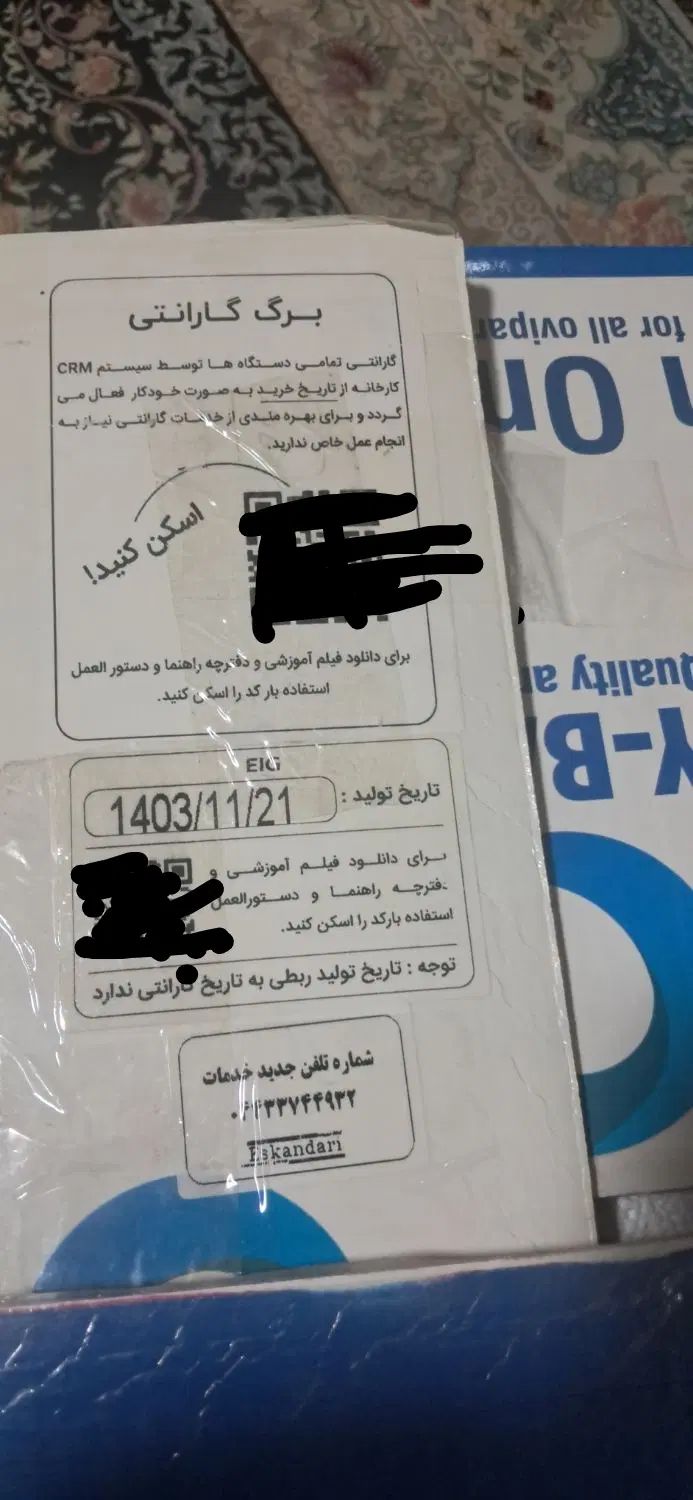 برگ گارانتی
گارانتی تمامی دستگاه ها توسط سیستم CRM
کارخانه از تاریخ خرید به صورت خودکار فعال می
گردد و برای بهره مندی از خدمات گارانتی نیاز به
انجام عمل خاص ندارید.
اسکن کنید!
برای دانلود فیلم آموزشی و دفترچه راهنما و دستور العمل
استفاده بار کد را اسکن کنید.
EIG
تاریخ تولید : 1403/11/21
برای دانلود فیلم آموزشی و
دفترچه راهنما و دستورالعمل
استفاده بارکد را اسکن کنید.
توجه : تاریخ تولید ربطی به تاریخ گارانتی ندارد
شماره تلفن جدید خدمات
۰۴۴۳۳۷۴۴۹۳۲
Eskandari
for all
On
Quality
Y-B